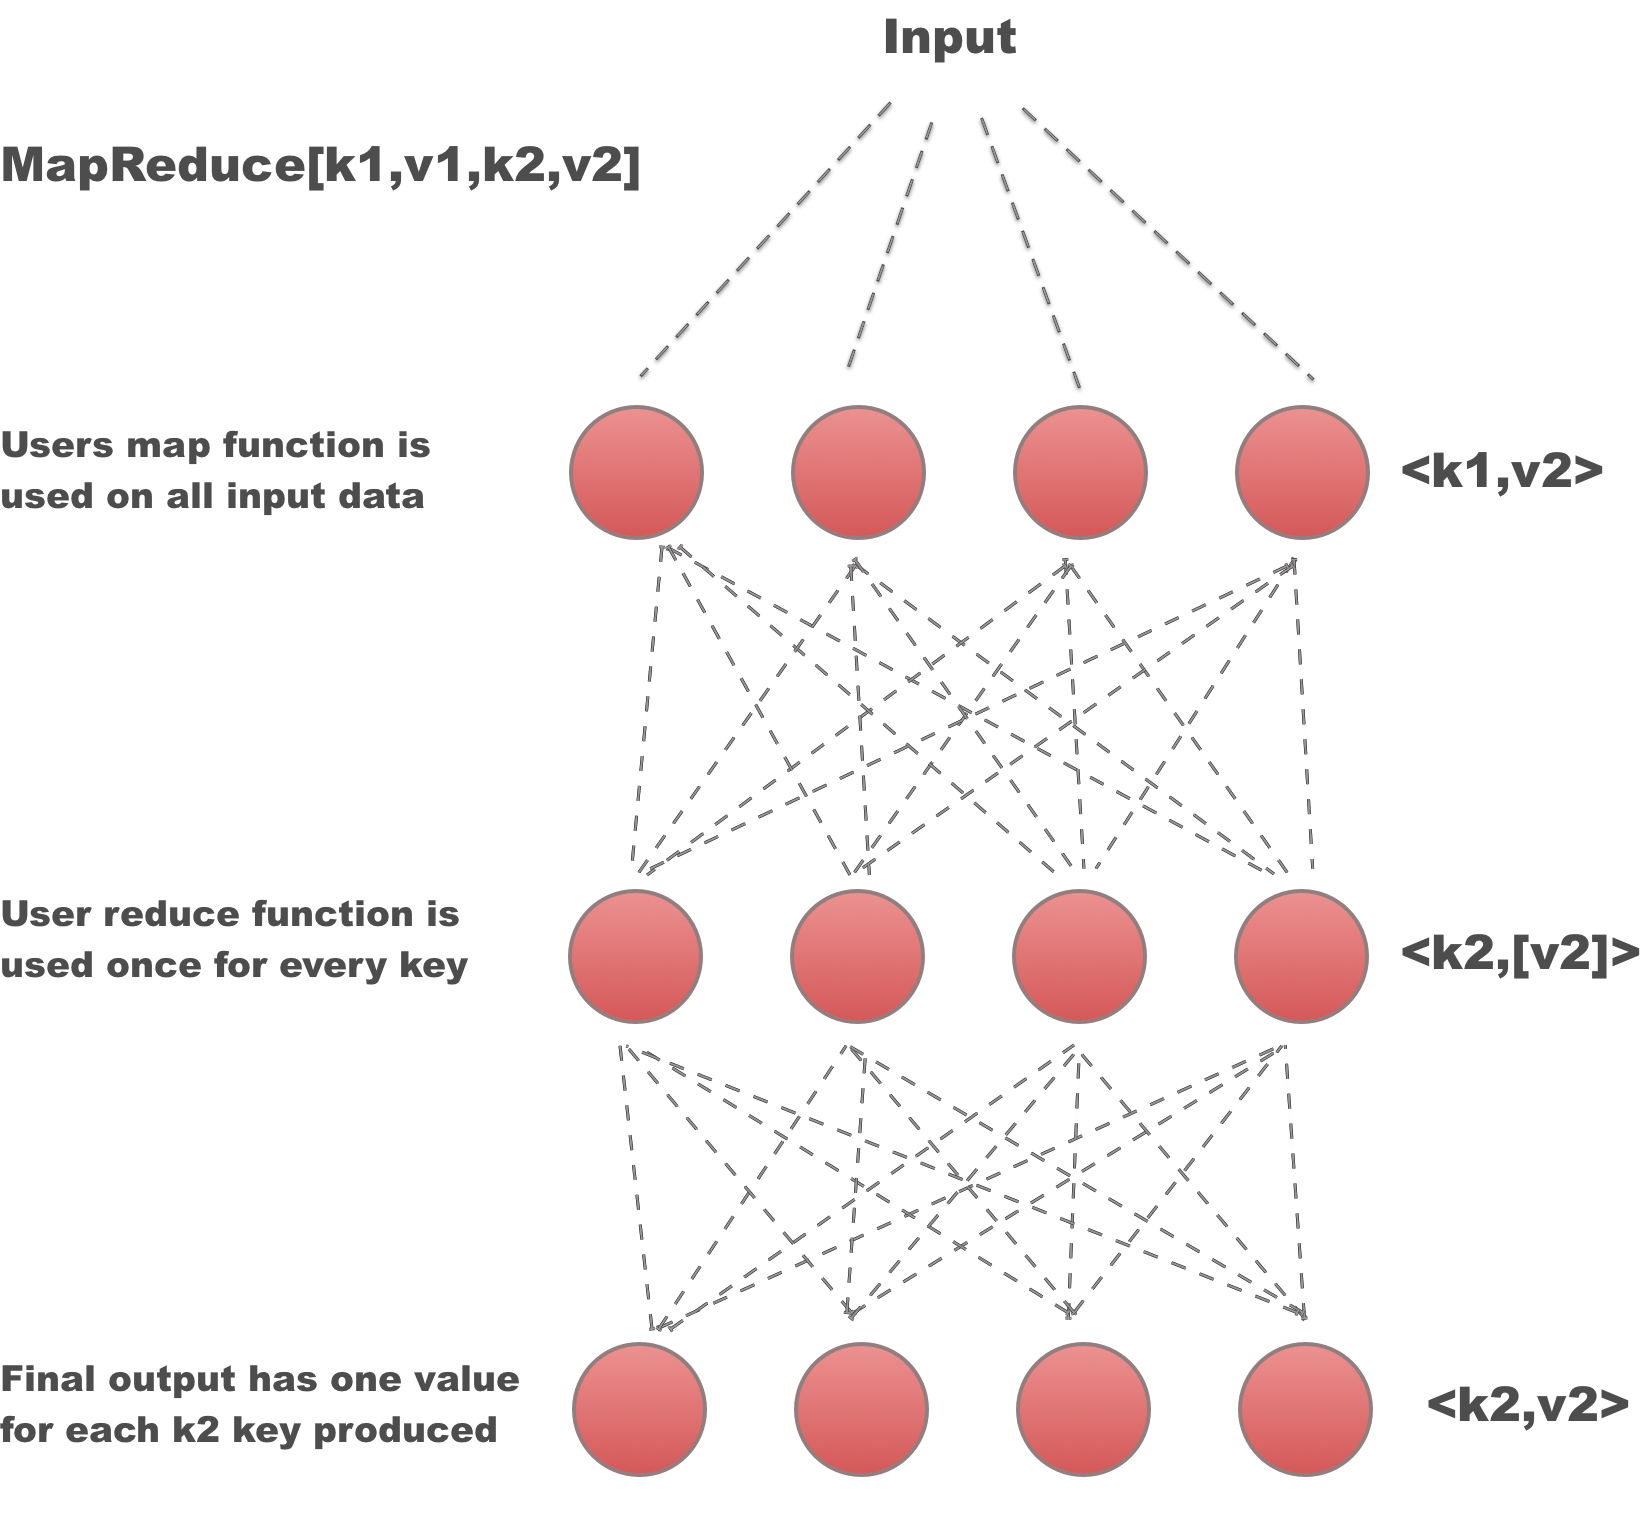 Input
MapReduce[k1,v1,k2,v2]
Users map function is
used on all input data
<k1,v2>
User reduce function is
used once for every key
<k2,[v2]>
Final output has one value
for each k2 key produced
<k2,v2>